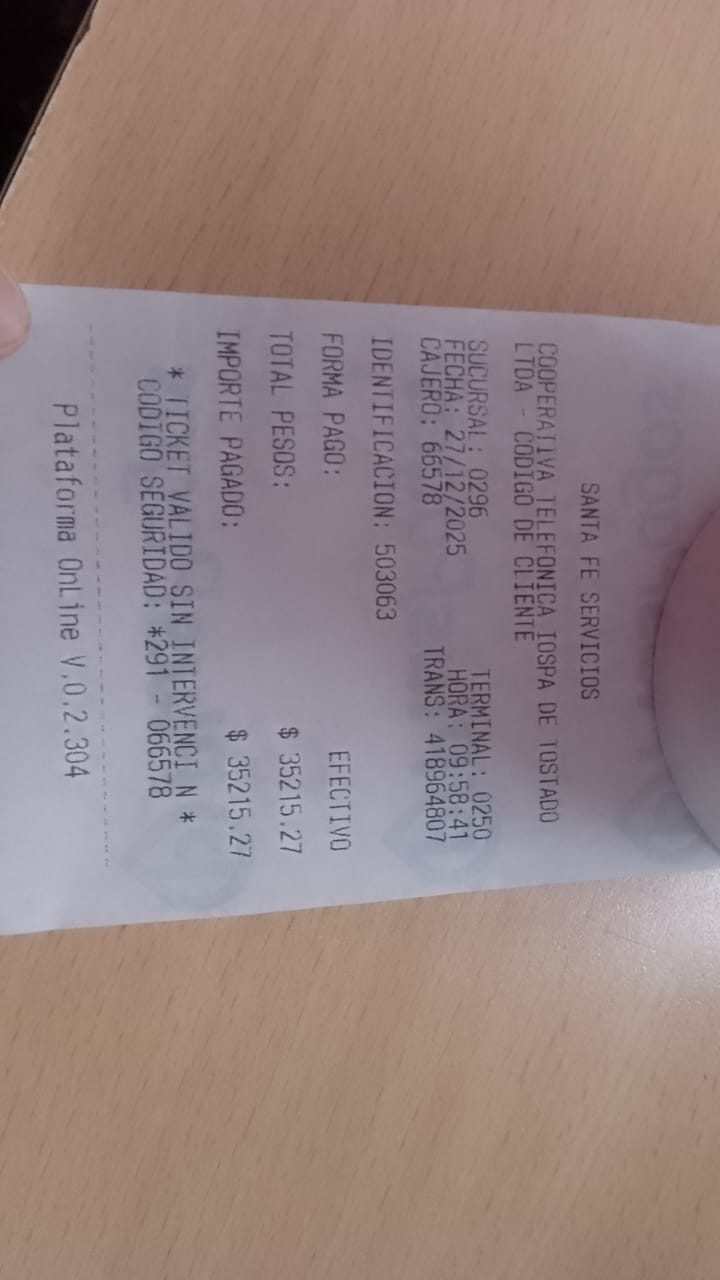 SANTA FE SERVICIOS
COOPERATIVA TELEFONICA IOSPA DE TOSTADO
LTDA - CODIGO DE CLIENTE
SUCURSAL: 0296 TERMINAL: 0250
FECHA: 27/12/2025 HORA: 09:58:41
CAJERO: 66578 TRANS: 418964807
IDENTIFICACION: 503063
FORMA PAGO: EFECTIVO
TOTAL PESOS: $ 35215.27
IMPORTE PAGADO: $ 35215.27
* TICKET VALIDO SIN INTERVENCI N *
CODIGO SEGURIDAD: *291 - 066578
Plataforma OnLine V.0.2.304